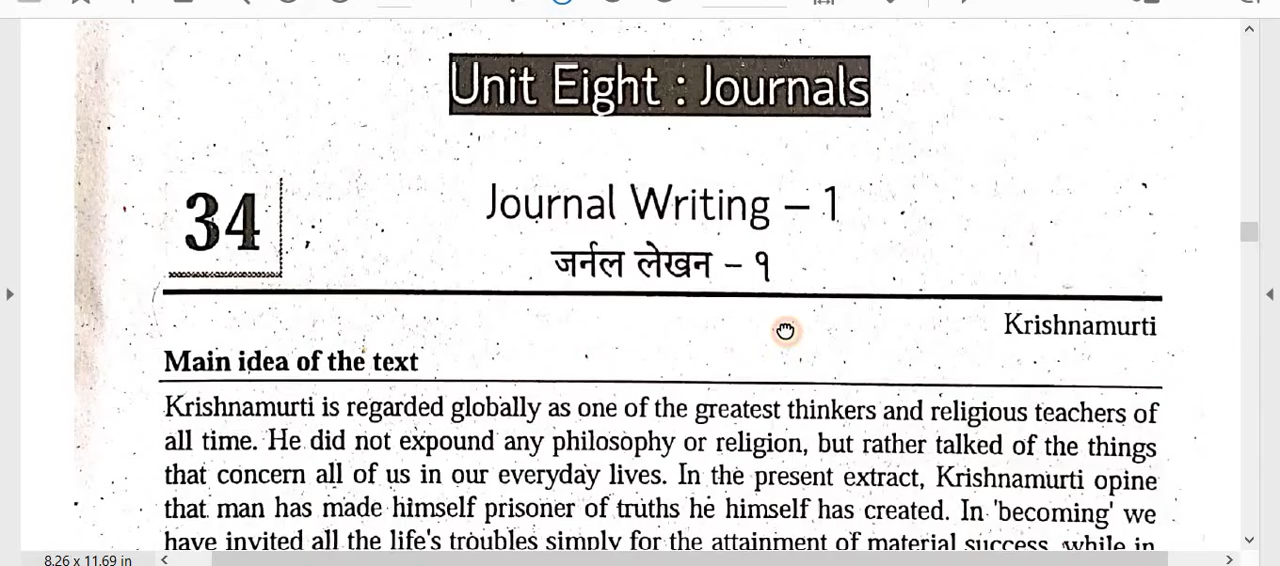 Unit Eight : Journals
34
Journal Writing – 1
जर्नल लेखन – १
Krishnamurti
Main idea of the text
Krishnamurti is regarded globally as one of the greatest thinkers and religious teachers of
all time. He did not expound any philosophy or religion, but rather talked of the things
that concern all of us in our everyday lives. In the present extract, Krishnamurti opine
that man has made himself prisoner of truths he himself has created. In 'becoming' we
have invited all the life's troubles simply for the attainment of material success, while in
8.26 x 11.69 in